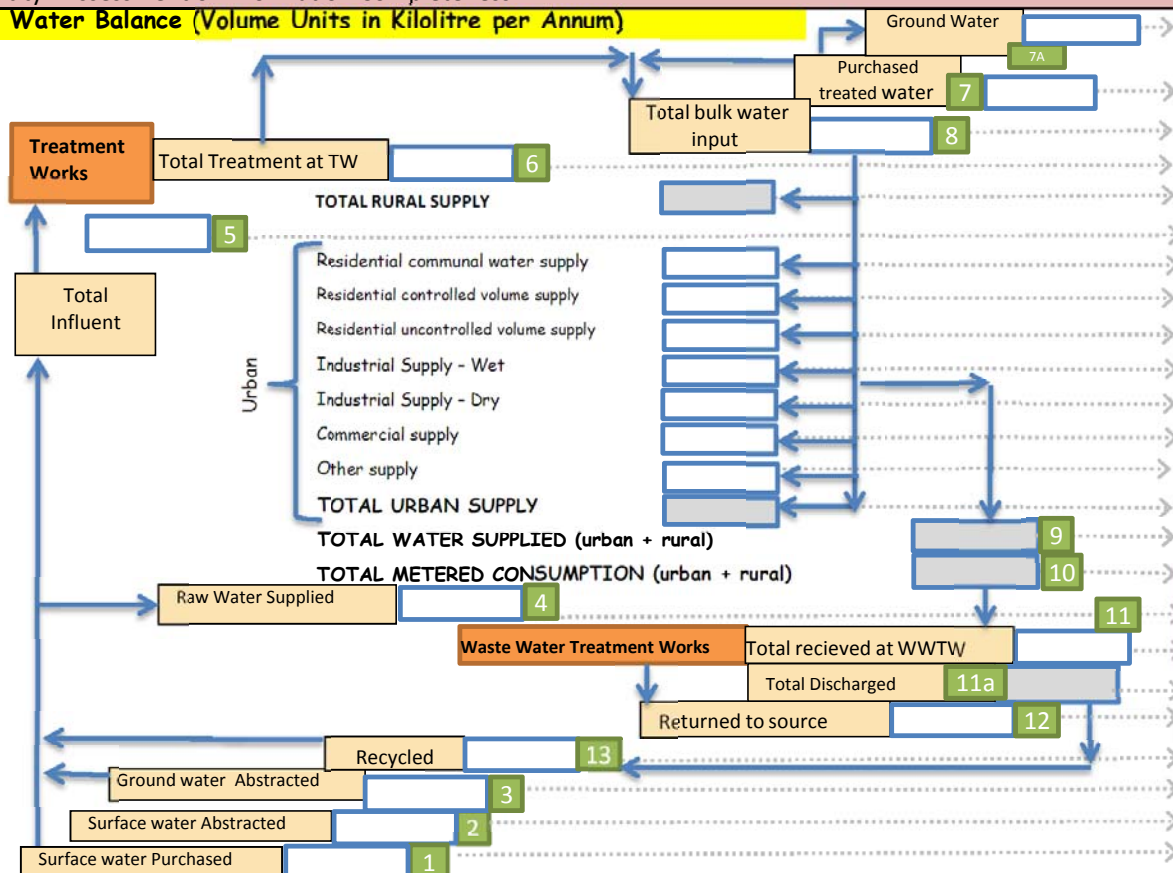 Water Balance (Volume Units in Kilolitre per Annum)
Ground Water
7A
Purchased
treated water
7
Total bulk water
input
8
Treatment
Works
Total Treatment at TW
6
TOTAL RURAL SUPPLY
5
Residential communal water supply
Total
Influent
Residential controlled volume supply
Residential uncontrolled volume supply
Urban
Industrial Supply - Wet
Industrial Supply - Dry
Commercial supply
Other supply
TOTAL URBAN SUPPLY
TOTAL WATER SUPPLIED (urban + rural)
9
TOTAL METERED CONSUMPTION (urban + rural)
10
Raw Water Supplied
4
11
Waste Water Treatment Works
Total recieved at WWTW
Total Discharged
11a
Returned to source
12
Recycled
13
Ground water Abstracted
3
Surface water Abstracted
2
Surface water Purchased
1